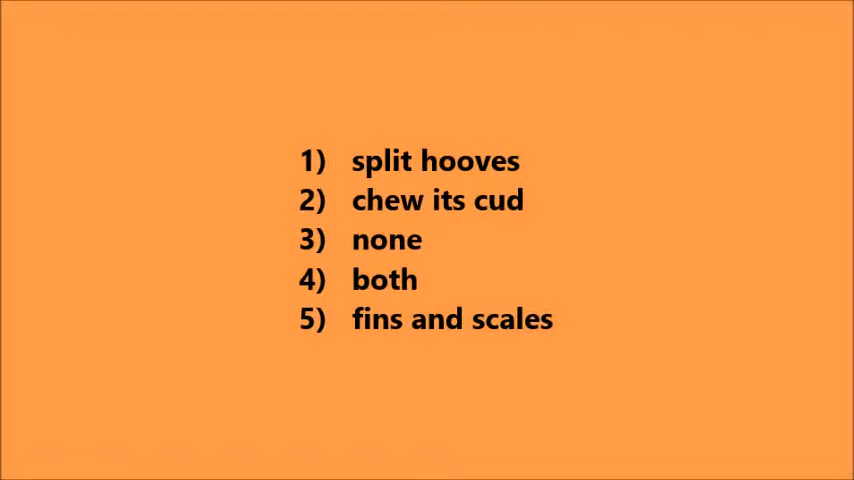 1) split hooves
2) chew its cud
3) none
4) both
5) fins and scales